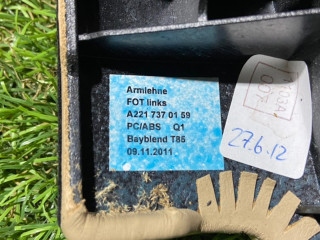 Armlehne
FOT links
A221 737 01 59
PC/ABS Q1
Bayblend T85
09.11.2011
27.6.12